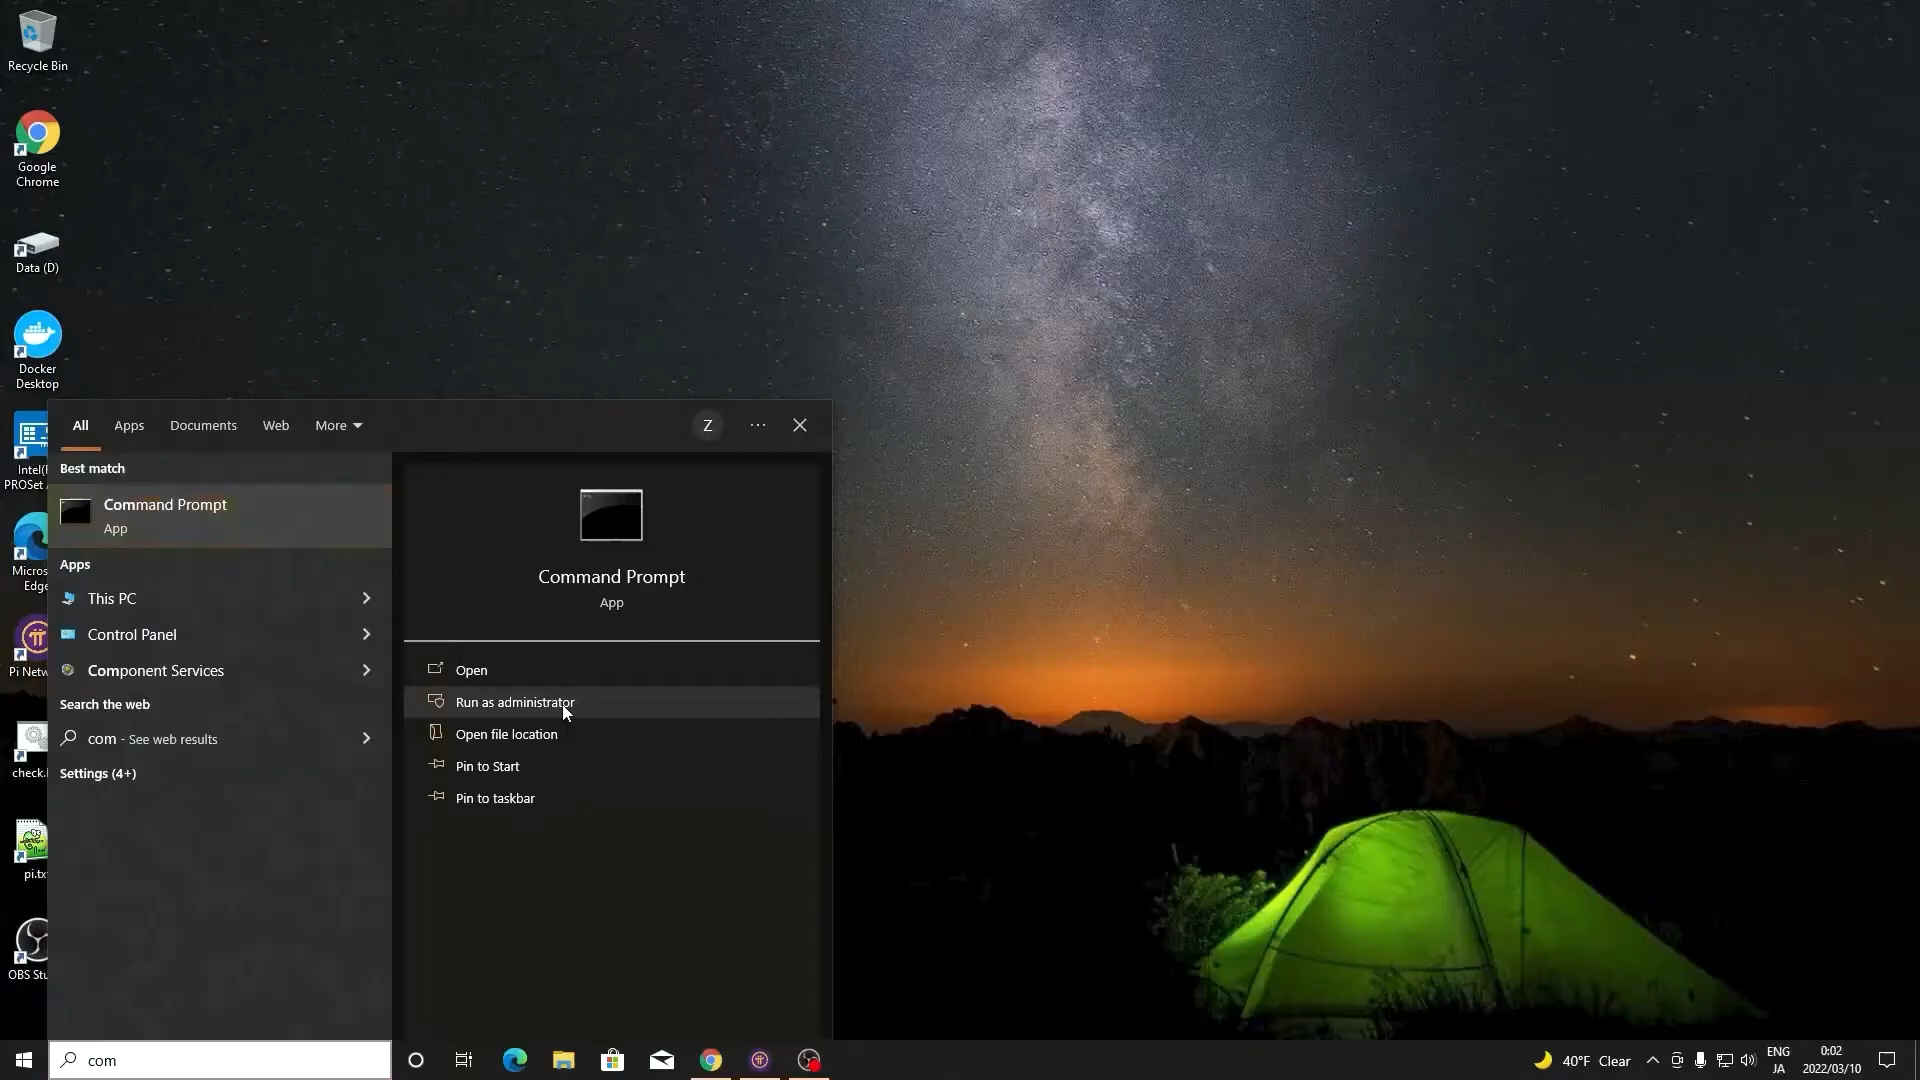 Recycle Bin
Google
Chrome
Data (D)
Docker
Desktop
Intel(
PROSet
Micros
Edge
Pi Netw
check.
pi.tx
OBS Stu
All
Apps
Documents
Web
More
Z
Best match
Command Prompt
App
Apps
This PC
Control Panel
Component Services
Search the web
com - See web results
Settings (4+)
Command Prompt
App
Open
Run as administrator
Open file location
Pin to Start
Pin to taskbar
com
40°F Clear
ENG
JA
0:02
2022/03/10